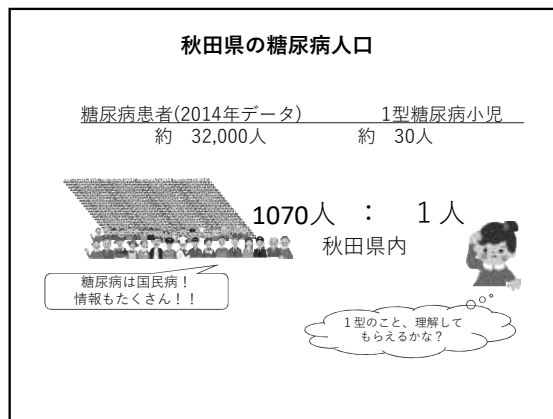 秋田県の糖尿病人口
糖尿病患者(2014年データ) 1型糖尿病小児
約 32,000人 約 30人
1070人 : 1人
秋田県内
糖尿病は国民病！
情報もたくさん！！
１型のこと、理解して
もらえるかな？